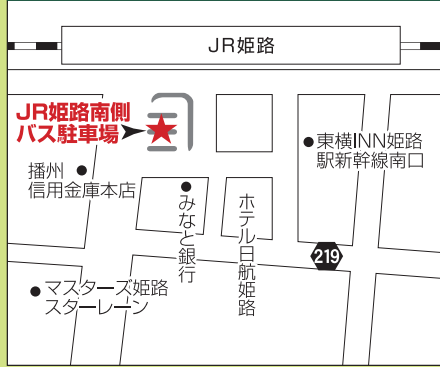 JR姫路
JR姫路南側
バス駐車場
東横INN姫路
駅新幹線南口
播州
信用金庫本店
みなと銀行
ホテル日航姫路
219
マスターズ姫路
スターレーン